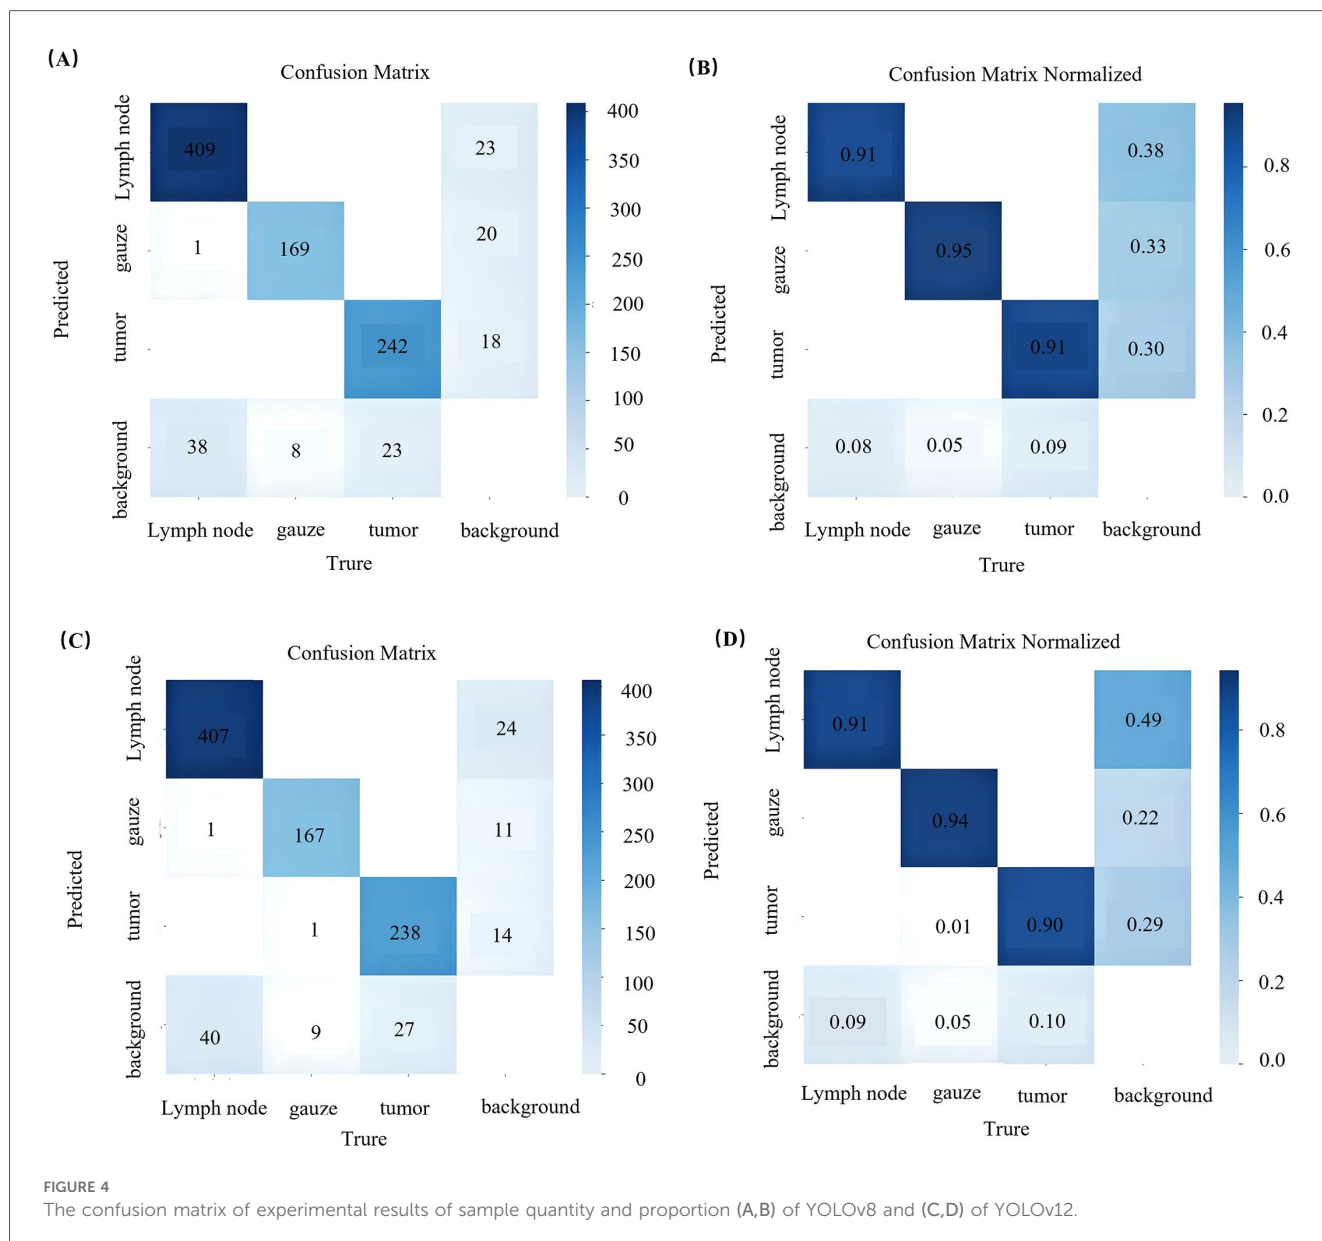 (A)
Confusion Matrix
Lymph node
gauze
tumor
background
Predicted
409
23
1
169
20
242
18
38
8
23
400
350
300
250
200
150
100
50
0
Lymph node gauze tumor background
Trure
(B)
Confusion Matrix Normalized
Lymph node
gauze
tumor
background
Predicted
0.91
0.38
0.95
0.33
0.91
0.30
0.08
0.05
0.09
0.8
0.6
0.4
0.2
0.0
Lymph node gauze tumor background
Trure
(C)
Confusion Matrix
Lymph node
gauze
tumor
background
Predicted
407
24
1
167
11
1
238
14
40
9
27
400
350
300
250
200
150
100
50
0
Lymph node gauze tumor background
Trure
(D)
Confusion Matrix Normalized
Lymph node
gauze
tumor
background
Predicted
0.91
0.49
0.94
0.22
0.01
0.90
0.29
0.09
0.05
0.10
0.8
0.6
0.4
0.2
0.0
Lymph node gauze tumor background
Trure
FIGURE 4
The confusion matrix of experimental results of sample quantity and proportion (A,B) of YOLOv8 and (C,D) of YOLOv12.